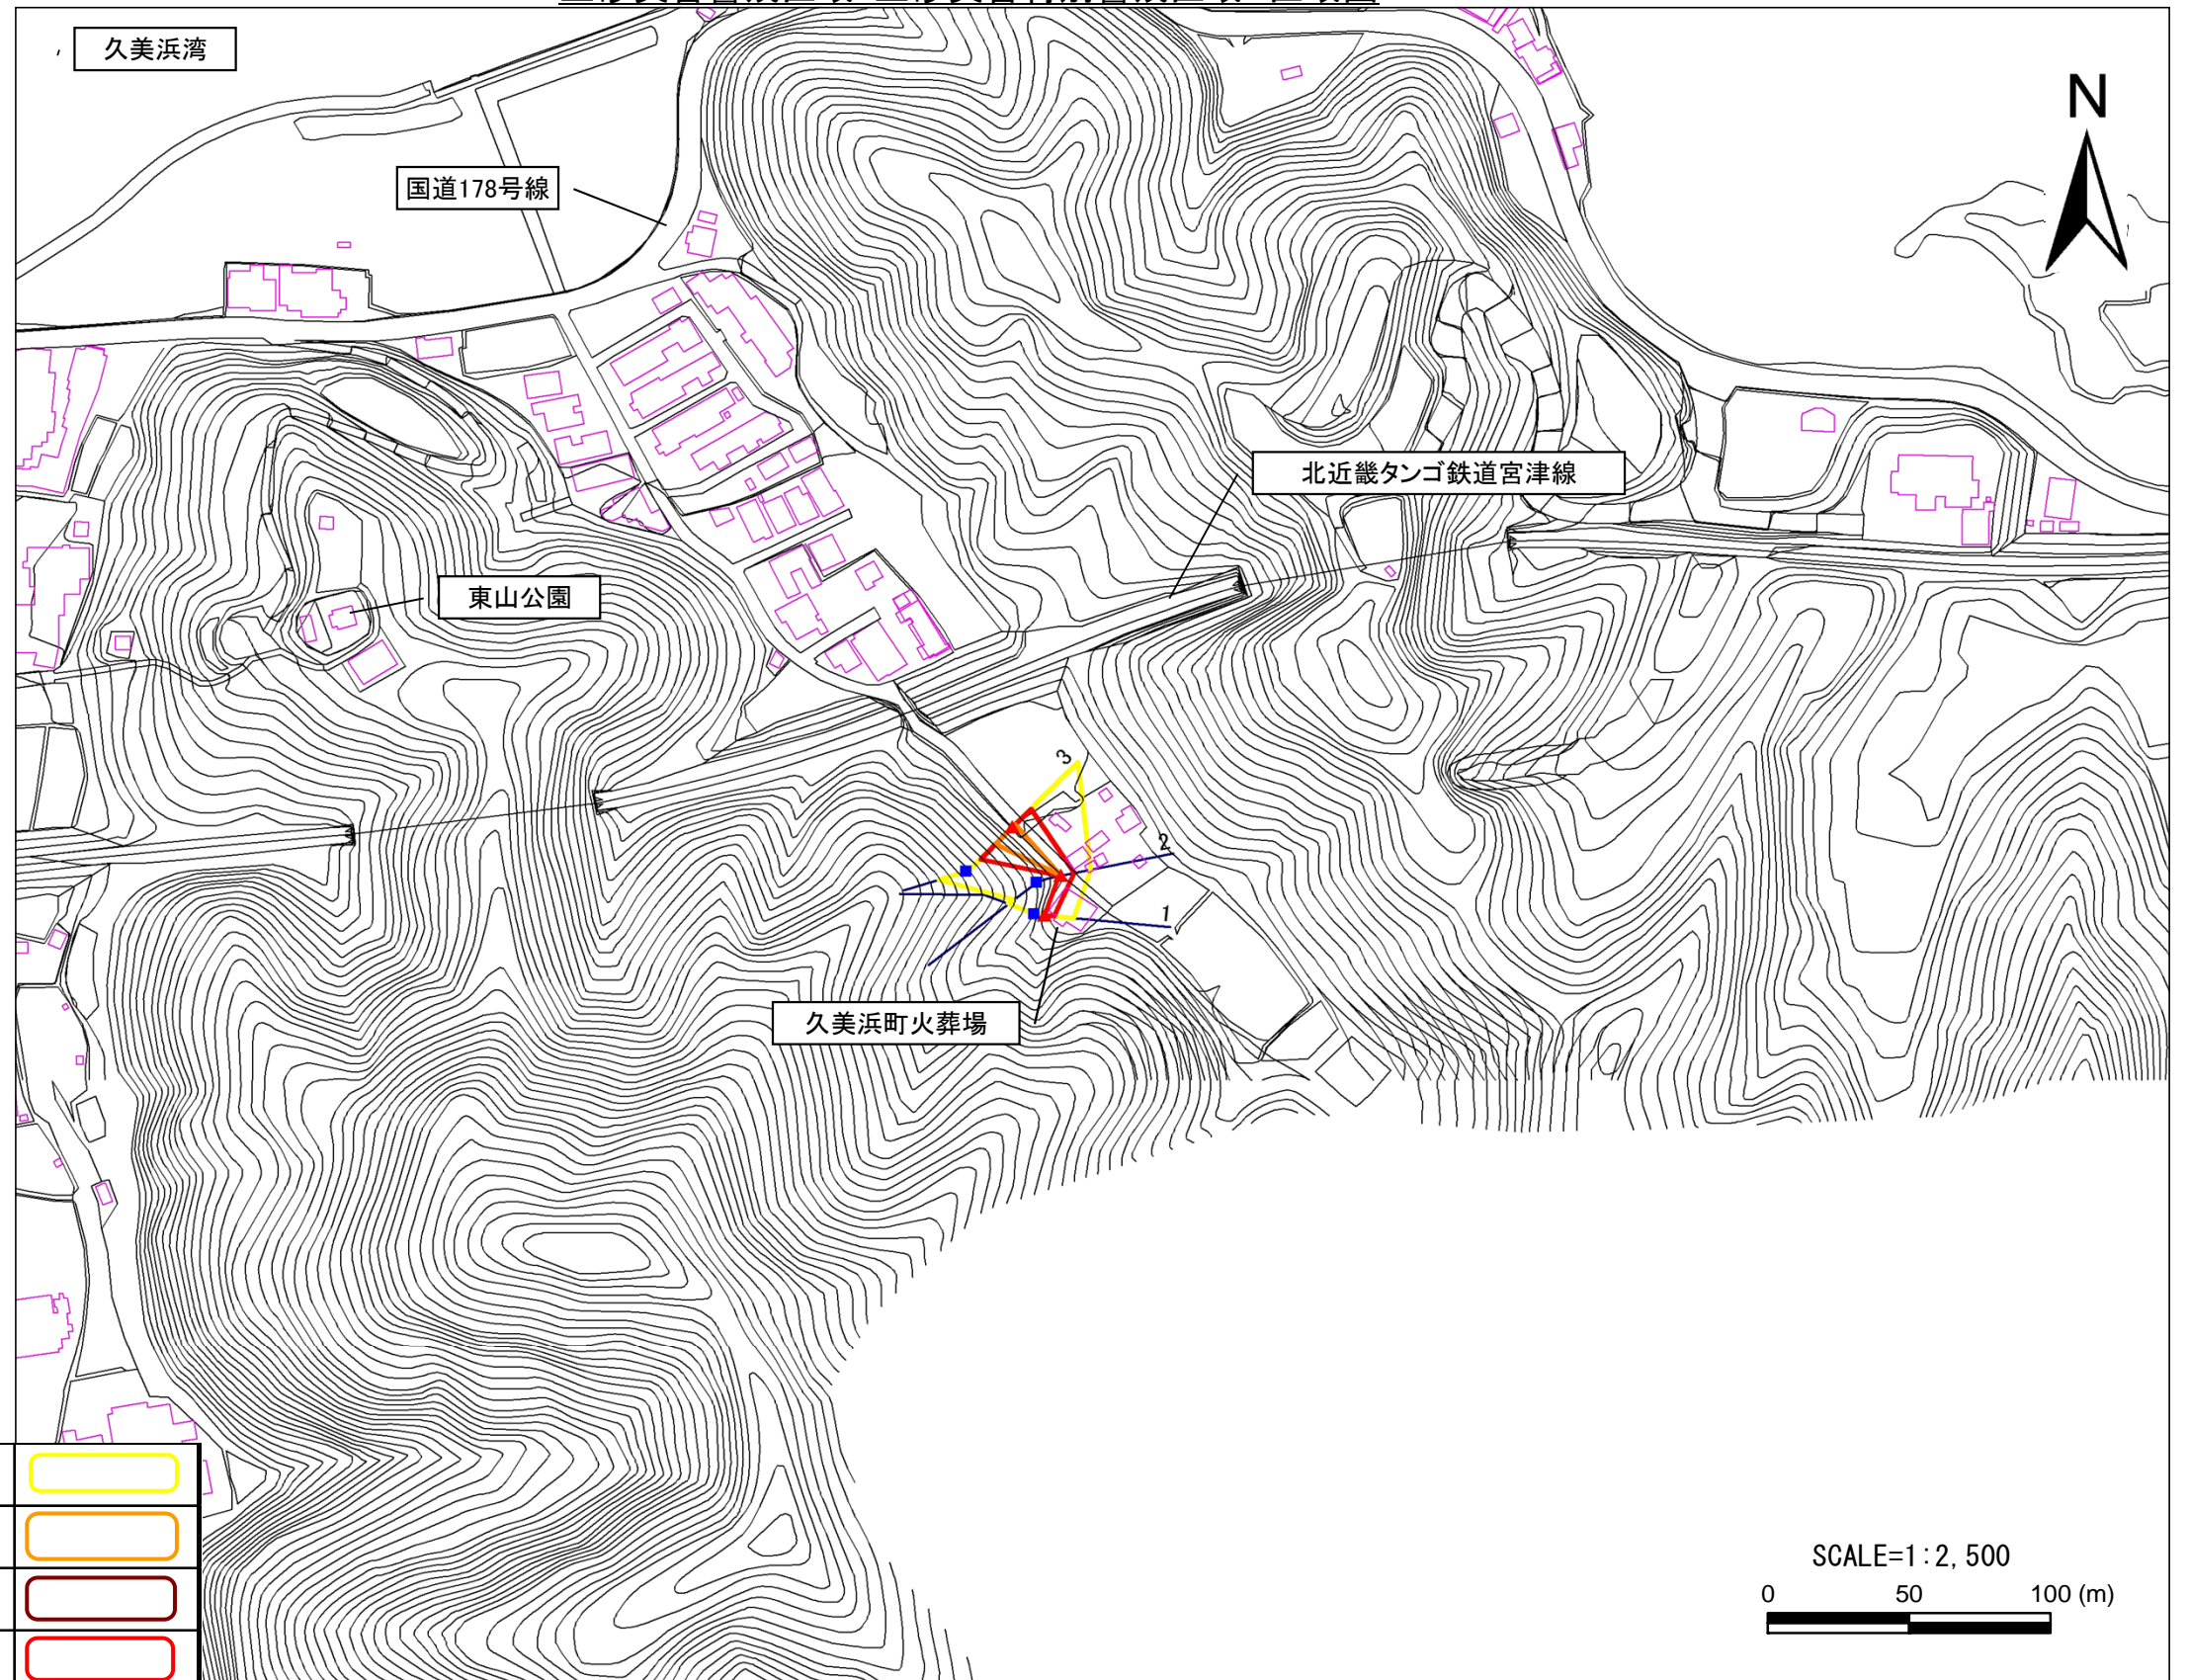 久美浜湾
N
国道178号線
北近畿タンゴ鉄道宮津線
東山公園
3
2
1
久美浜町火葬場
SCALE=1:2,500
0 50 100 (m)